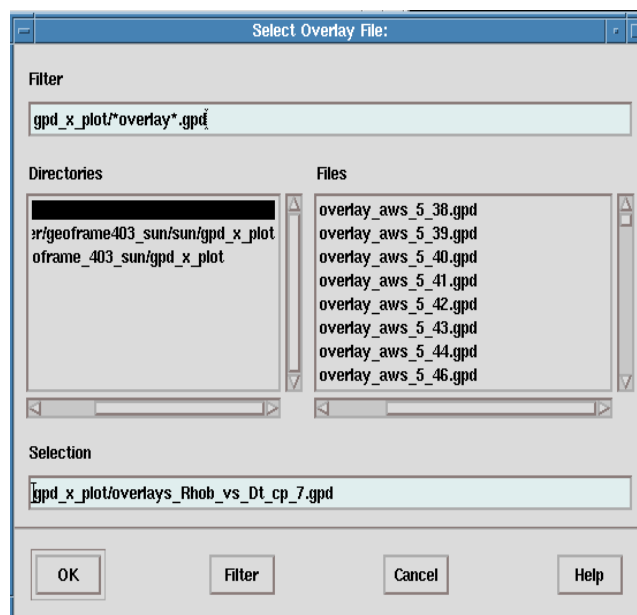 Select Overlay File:
Filter
gpd_x_plot/*overlay*.gpd
Directories
Files
er/geoframe403_sun/sun/gpd_x_plot
oframe_403_sun/gpd_x_plot
overlay_aws_5_38.gpd
overlay_aws_5_39.gpd
overlay_aws_5_40.gpd
overlay_aws_5_41.gpd
overlay_aws_5_42.gpd
overlay_aws_5_43.gpd
overlay_aws_5_44.gpd
overlay_aws_5_46.gpd
Selection
gpd_x_plot/overlays_Rhob_vs_Dt_cp_7.gpd
OK
Filter
Cancel
Help